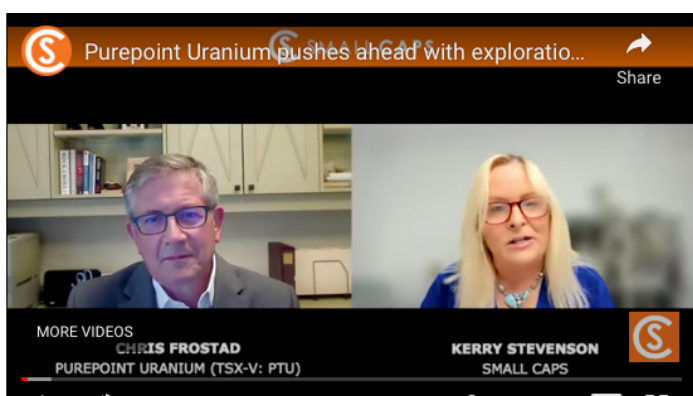 Purepoint Uranium pushes ahead with exploratio...
SMALL CAPS
Share
MORE VIDEOS
CHRIS FROSTAD
PUREPOINT URANIUM (TSX-V: PTU)
KERRY STEVENSON
SMALL CAPS